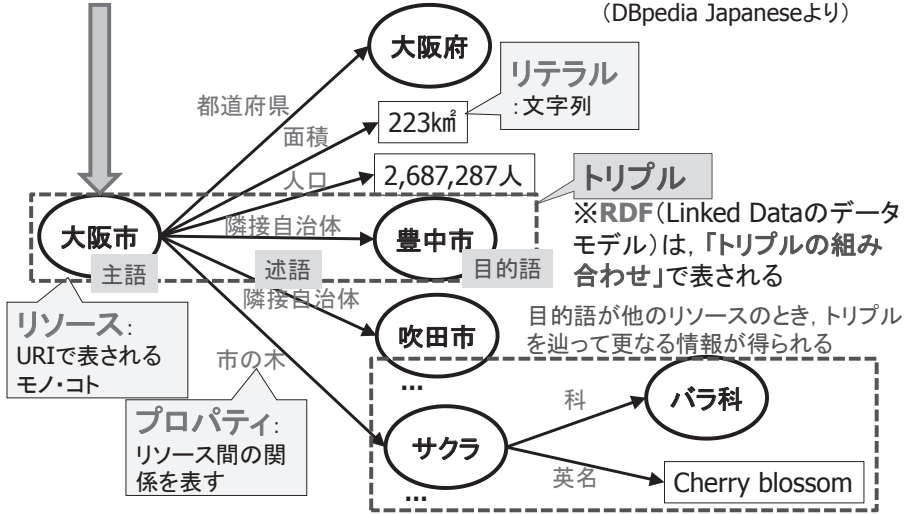 (DBpedia Japaneseより)
大阪府
リテラル
:文字列
都道府県
面積
223k㎡
人口
2,687,287人
トリプル
※RDF(Linked Dataのデータ
モデル)は,「トリプルの組み
合わせ」で表される
大阪市
隣接自治体
豊中市
主語
述語
目的語
隣接自治体
リソース:
URIで表される
モノ・コト
吹田市
...
目的語が他のリソースのとき,トリプル
を辿って更なる情報が得られる
市の木
プロパティ:
リソース間の関
係を表す
サクラ
...
科
バラ科
英名
Cherry blossom